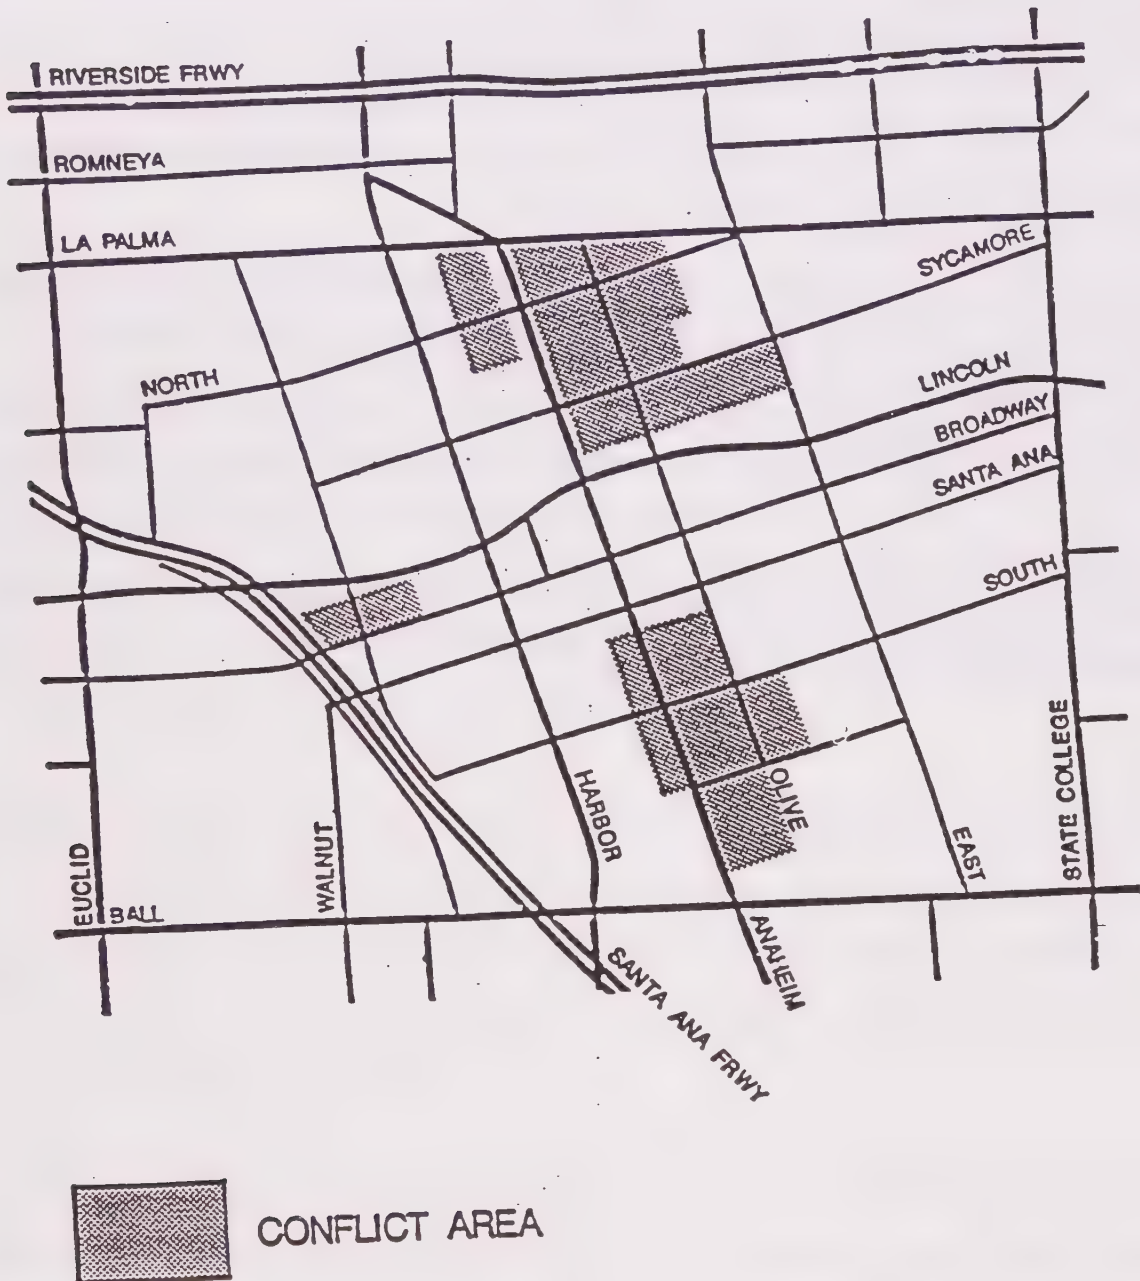 RIVERSIDE FRWY
ROMNEYA
LA PALMA
SYCAMORE
NORTH
LINCOLN
BROADWAY
SANTA ANA
SOUTH
HARBOR
OLIVE
STATE COLLEGE
WALNUT
EAST
EUCLID
BALL
ANAHEIM
SANTA ANA FRWY
CONFLICT AREA